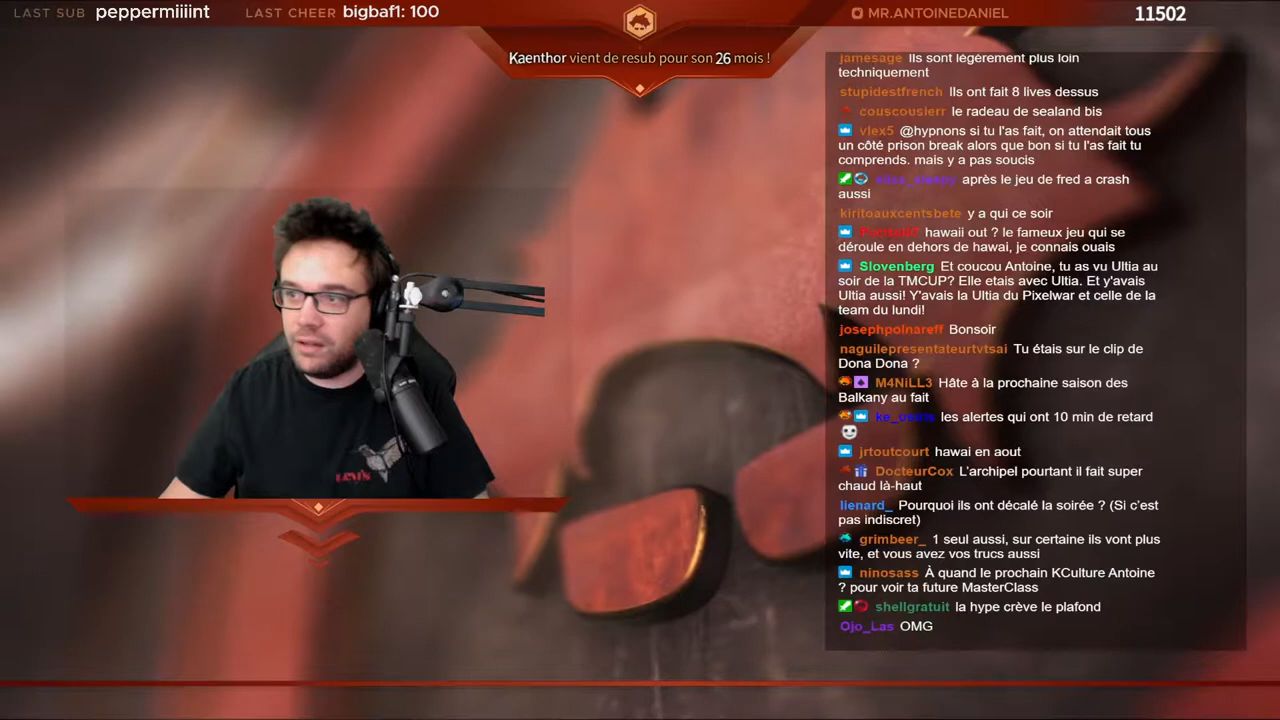 LAST SUB peppermiiiint LAST CHEER bigbaf1: 100 MR.ANTOINEDANIEL 11502
Kaenthor vient de resub pour son 26 mois !
jamesage Ils sont légèrement plus loin
techniquement
stupidestfrench Ils ont fait 8 lives dessus
couscousierr le radeau de sealand bis
vlex5 @hypnons si tu l'as fait, on attendait tous
un côté prison break alors que bon si tu l'as fait tu
comprends. mais y a pas soucis
après le jeu de fred a crash
aussi
kiritoauxcentsbete y a qui ce soir
hawaii out ? le fameux jeu qui se
déroule en dehors de hawai, je connais ouais
Slovenberg Et coucou Antoine, tu as vu Ultia au
soir de la TMCUP? Elle etais avec Ultia. Et y'avais
Ultia aussi! Y'avais la Ultia du Pixelwar et celle de la
team du lundi!
josephpolnareff Bonsoir
naguilepresentateurtvtsai Tu étais sur le clip de
Dona Dona ?
M4NiLL3 Hâte à la prochaine saison des
Balkany au fait
les alertes qui ont 10 min de retard
jrtoutcourt hawai en aout
DocteurCox L'archipel pourtant il fait super
chaud là-haut
lienard_ Pourquoi ils ont décalé la soirée ? (Si c'est
pas indiscret)
grimbeer_ 1 seul aussi, sur certaine ils vont plus
vite, et vous avez vos trucs aussi
ninosass À quand le prochain KCulture Antoine
? pour voir ta future MasterClass
shellgratuit la hype crève le plafond
Ojo_Las OMG